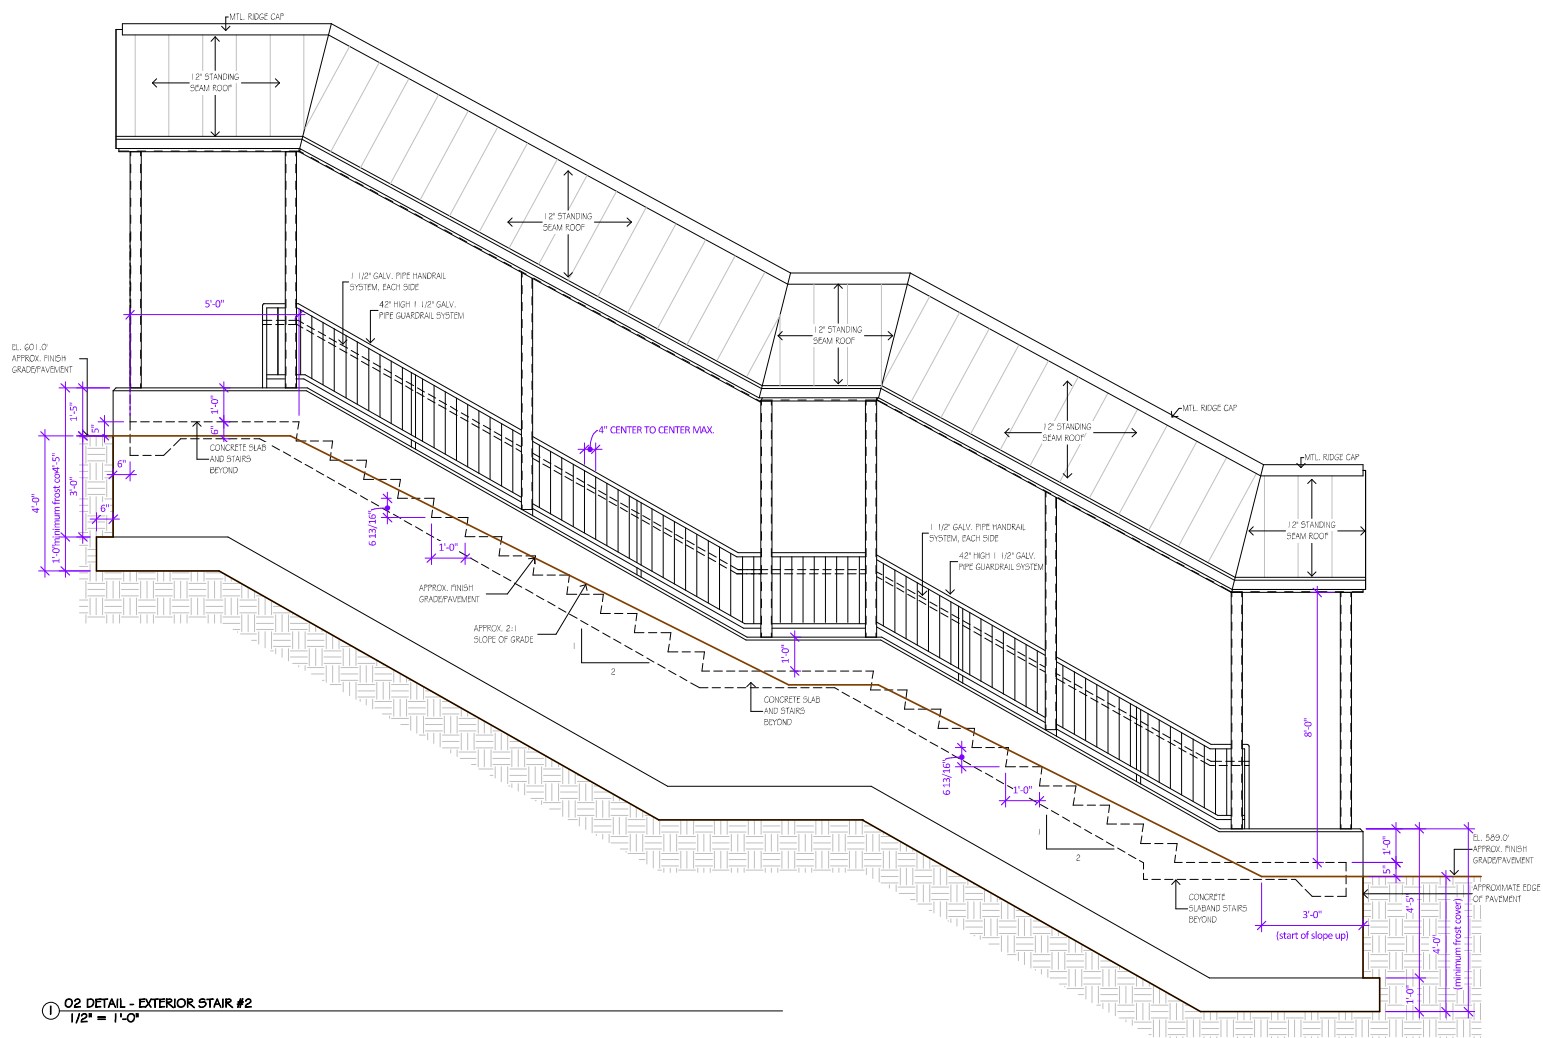 MTL. RIDGE CAP
12" STANDING
SEAM ROOF
12" STANDING
SEAM ROOF
1 1/2" GALV. PIPE HANDRAIL
SYSTEM, EACH SIDE
42" HIGH 1 1/2" GALV.
PIPE GUARDRAIL SYSTEM
5'-0"
EL. 601.0'
APPROX. FINISH
GRADE/PAVEMENT
12" STANDING
SEAM ROOF
MTL. RIDGE CAP
12" STANDING
SEAM ROOF
MTL. RIDGE CAP
12" STANDING
SEAM ROOF
1'-5"
5"
1'-0"
6"
CONCRETE SLAB
AND STAIRS
BEYOND
4" CENTER TO CENTER MAX.
6"
6"
4'-0"
minimum frost co
4'-5"
3'-0"
1'-0"
6 13/16"
1'-0"
APPROX. FINISH
GRADE/PAVEMENT
APPROX. 2:1
SLOPE OF GRADE
1
2
1 1/2" GALV. PIPE HANDRAIL
SYSTEM, EACH SIDE
42" HIGH 1 1/2" GALV.
PIPE GUARDRAIL SYSTEM
1'-0"
CONCRETE SLAB
AND STAIRS
BEYOND
6 13/16"
1'-0"
1
2
8'-0"
1'-0"
5"
EL. 589.0'
APPROX. FINISH
GRADE/PAVEMENT
APPROXIMATE EDGE
OF PAVEMENT
CONCRETE
SLABAND STAIRS
BEYOND
3'-0"
(start of slope up)
4'-5"
4'-0"
(minimum frost cover)
1'-0"
1
02 DETAIL - EXTERIOR STAIR #2
1/2" = 1'-0"